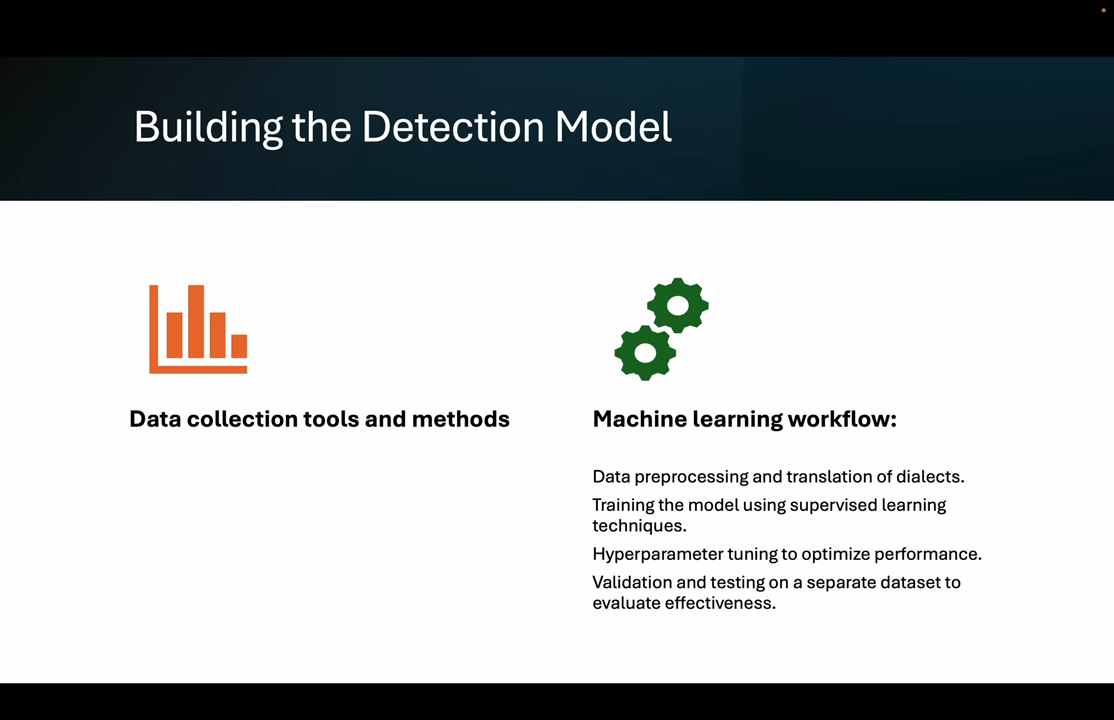 Building the Detection Model
Data collection tools and methods
Machine learning workflow:
Data preprocessing and translation of dialects.
Training the model using supervised learning
techniques.
Hyperparameter tuning to optimize performance.
Validation and testing on a separate dataset to
evaluate effectiveness.